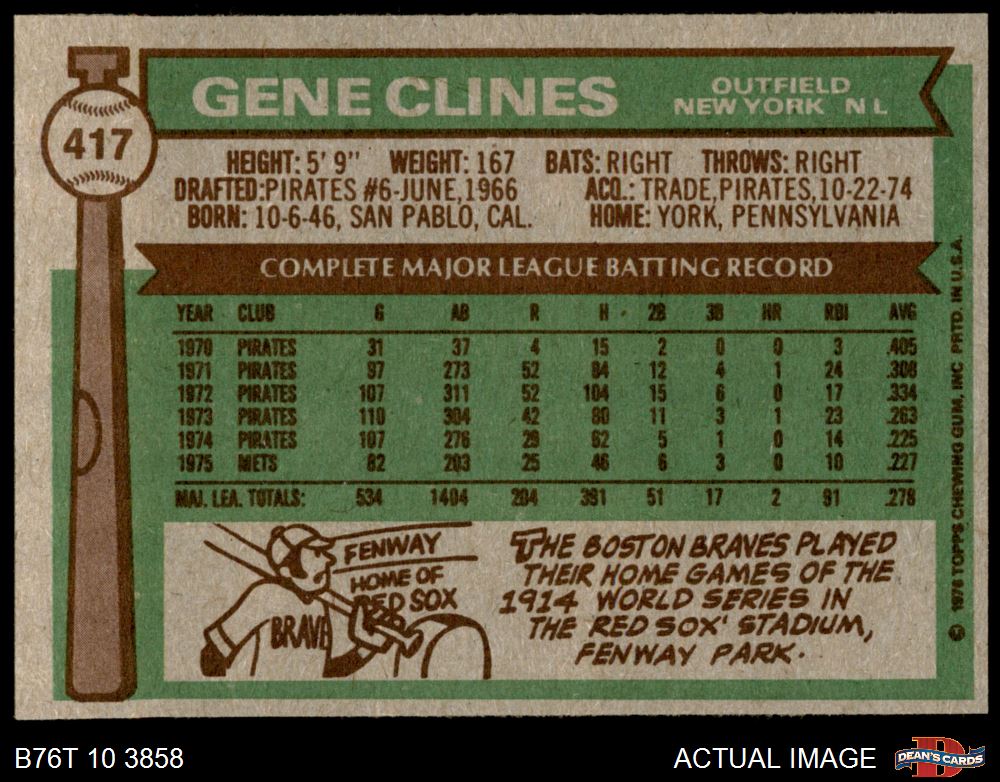 GENE CLINES
OUTFIELD
NEW YORK N L
417
HEIGHT: 5' 9" WEIGHT: 167 BATS: RIGHT THROWS: RIGHT
DRAFTED: PIRATES #6-JUNE, 1966 ACQ.: TRADE, PIRATES, 10-22-74
BORN: 10-6-46, SAN PABLO, CAL. HOME: YORK, PENNSYLVANIA
COMPLETE MAJOR LEAGUE BATTING RECORD
YEAR CLUB G AB R H 2B 3B HR RBI AVG
1970 PIRATES 31 37 4 15 2 0 0 3 .405
1971 PIRATES 97 273 52 84 12 4 1 24 .308
1972 PIRATES 107 311 52 104 15 6 0 17 .334
1973 PIRATES 110 304 42 80 11 3 1 23 .263
1974 PIRATES 107 276 29 62 5 1 0 14 .225
1975 METS 82 203 25 46 6 3 0 10 .227
MAJ. LEA. TOTALS: 534 1404 204 391 51 17 2 91 .278
FENWAY
HOME OF
RED SOX
BRAVE
THE BOSTON BRAVES PLAYED
THEIR HOME GAMES OF THE
1914 WORLD SERIES IN
THE RED SOX' STADIUM,
FENWAY PARK.
© 1976 TOPPS CHEWING GUM, INC PRTD. IN U.S.A.
B76T 10 3858
ACTUAL IMAGE
D
DEAN'S CARDS